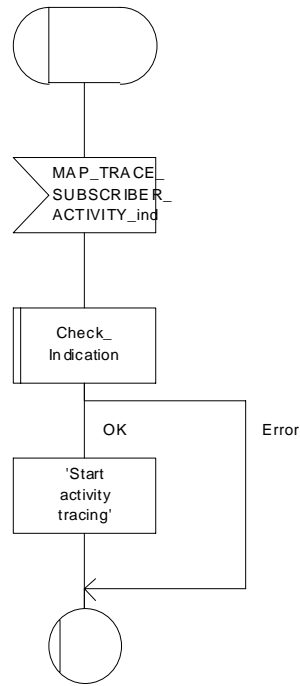 MAP_TRACE_
SUBSCRIBER_
ACTIVITY_ind
Check_
Indication
OK
Error
'Start
activity
tracing'